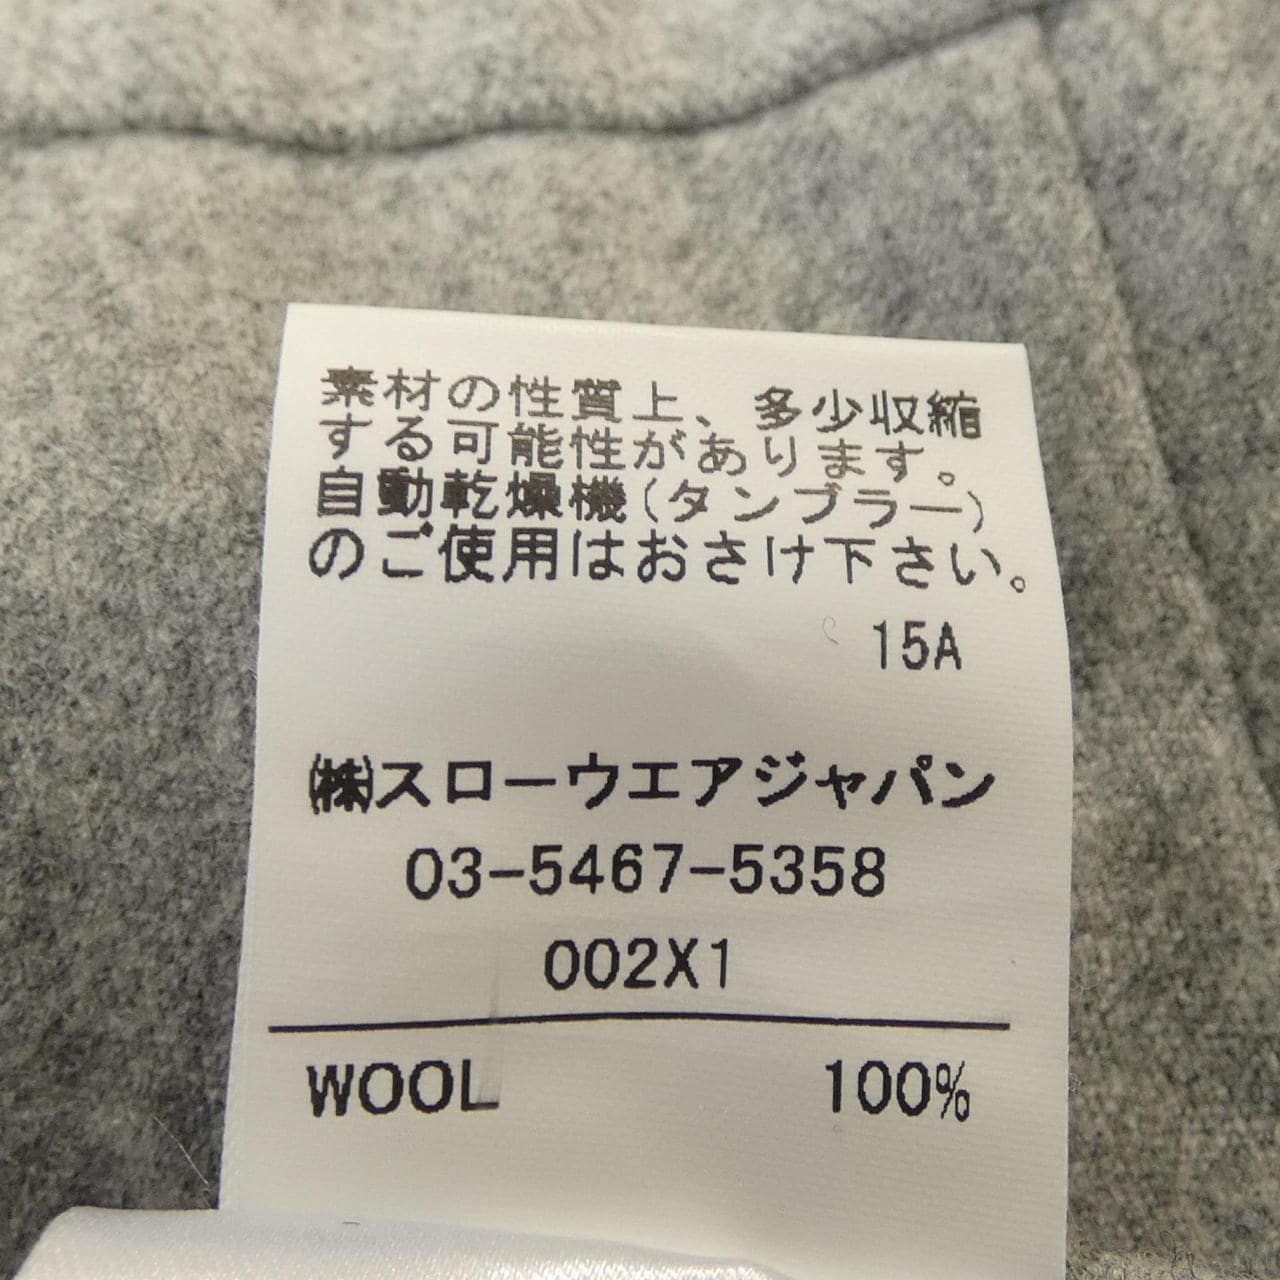 素材の性質上、多少収縮
する可能性があります。
自動乾燥機(タンブラー)
のご使用はおさけ下さい。
15A
㈱スローウエアジャパン
03-5467-5358
002X1
WOOL 100%